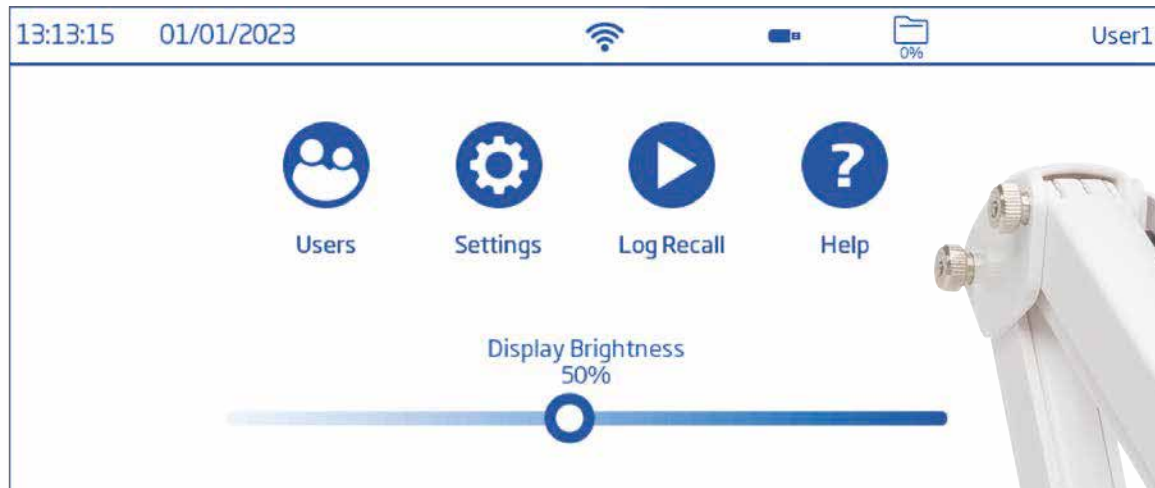 13:13:15 01/01/2023 0% User1
Users Settings Log Recall Help
?
Display Brightness
50%